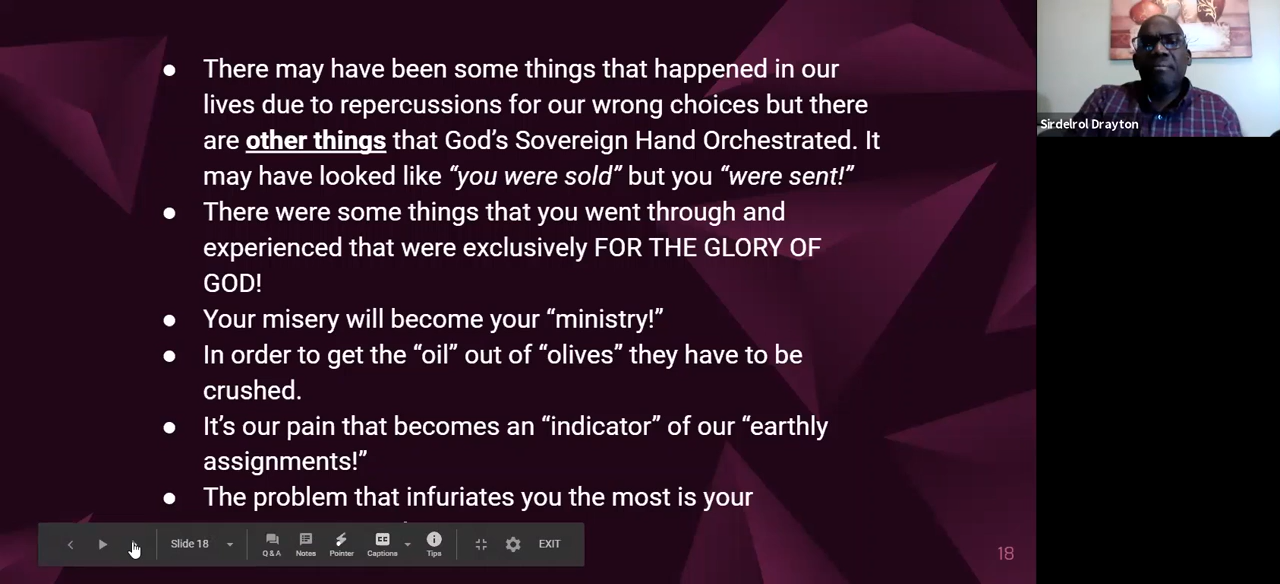 ● There may have been some things that happened in our
lives due to repercussions for our wrong choices but there
are other things that God’s Sovereign Hand Orchestrated. It
may have looked like “you were sold” but you “were sent!”
● There were some things that you went through and
experienced that were exclusively FOR THE GLORY OF
GOD!
● Your misery will become your “ministry!”
● In order to get the “oil” out of “olives” they have to be
crushed.
● It’s our pain that becomes an “indicator” of our “earthly
assignments!”
● The problem that infuriates you the most is your
Slide 18
Q & A
Notes
Pointer
Captions
Tips
EXIT
18
Sirdelrol Drayton